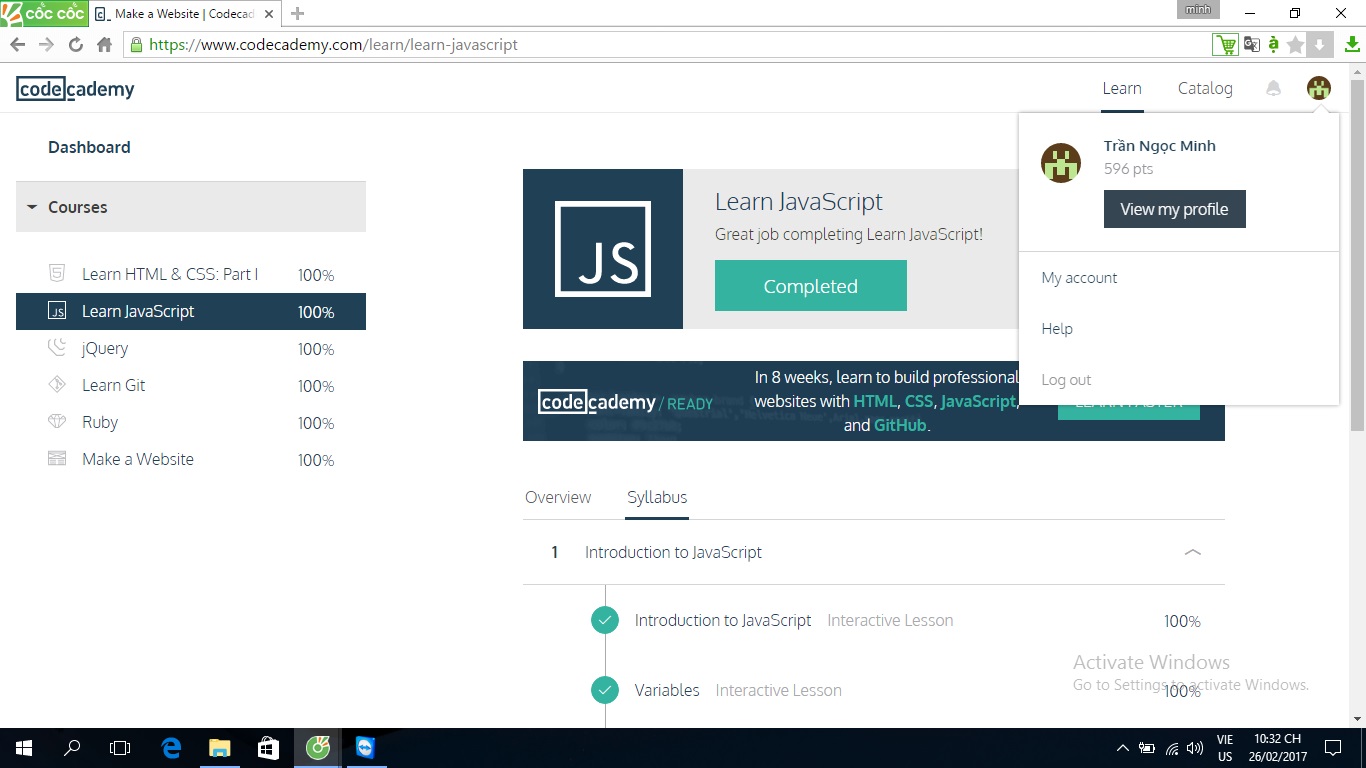 cốc cốc
Make a Website | Codecad
minh
https://www.codecademy.com/learn/learn-javascript
codecademy
Learn
Catalog
Trần Ngọc Minh
596 pts
View my profile
My account
Help
Log out
Dashboard
Courses
Learn HTML & CSS: Part I 100%
JS Learn JavaScript 100%
jQuery 100%
Learn Git 100%
Ruby 100%
Make a Website 100%
JS
Learn JavaScript
Great job completing Learn JavaScript!
Completed
codecademy / READY
In 8 weeks, learn to build professional
websites with HTML, CSS, JavaScript,
and GitHub.
Overview
Syllabus
1 Introduction to JavaScript
Introduction to JavaScript Interactive Lesson 100%
Variables Interactive Lesson 100%
Activate Windows
Go to Settings to activate Windows.
VIE
US
10:32 CH
26/02/2017